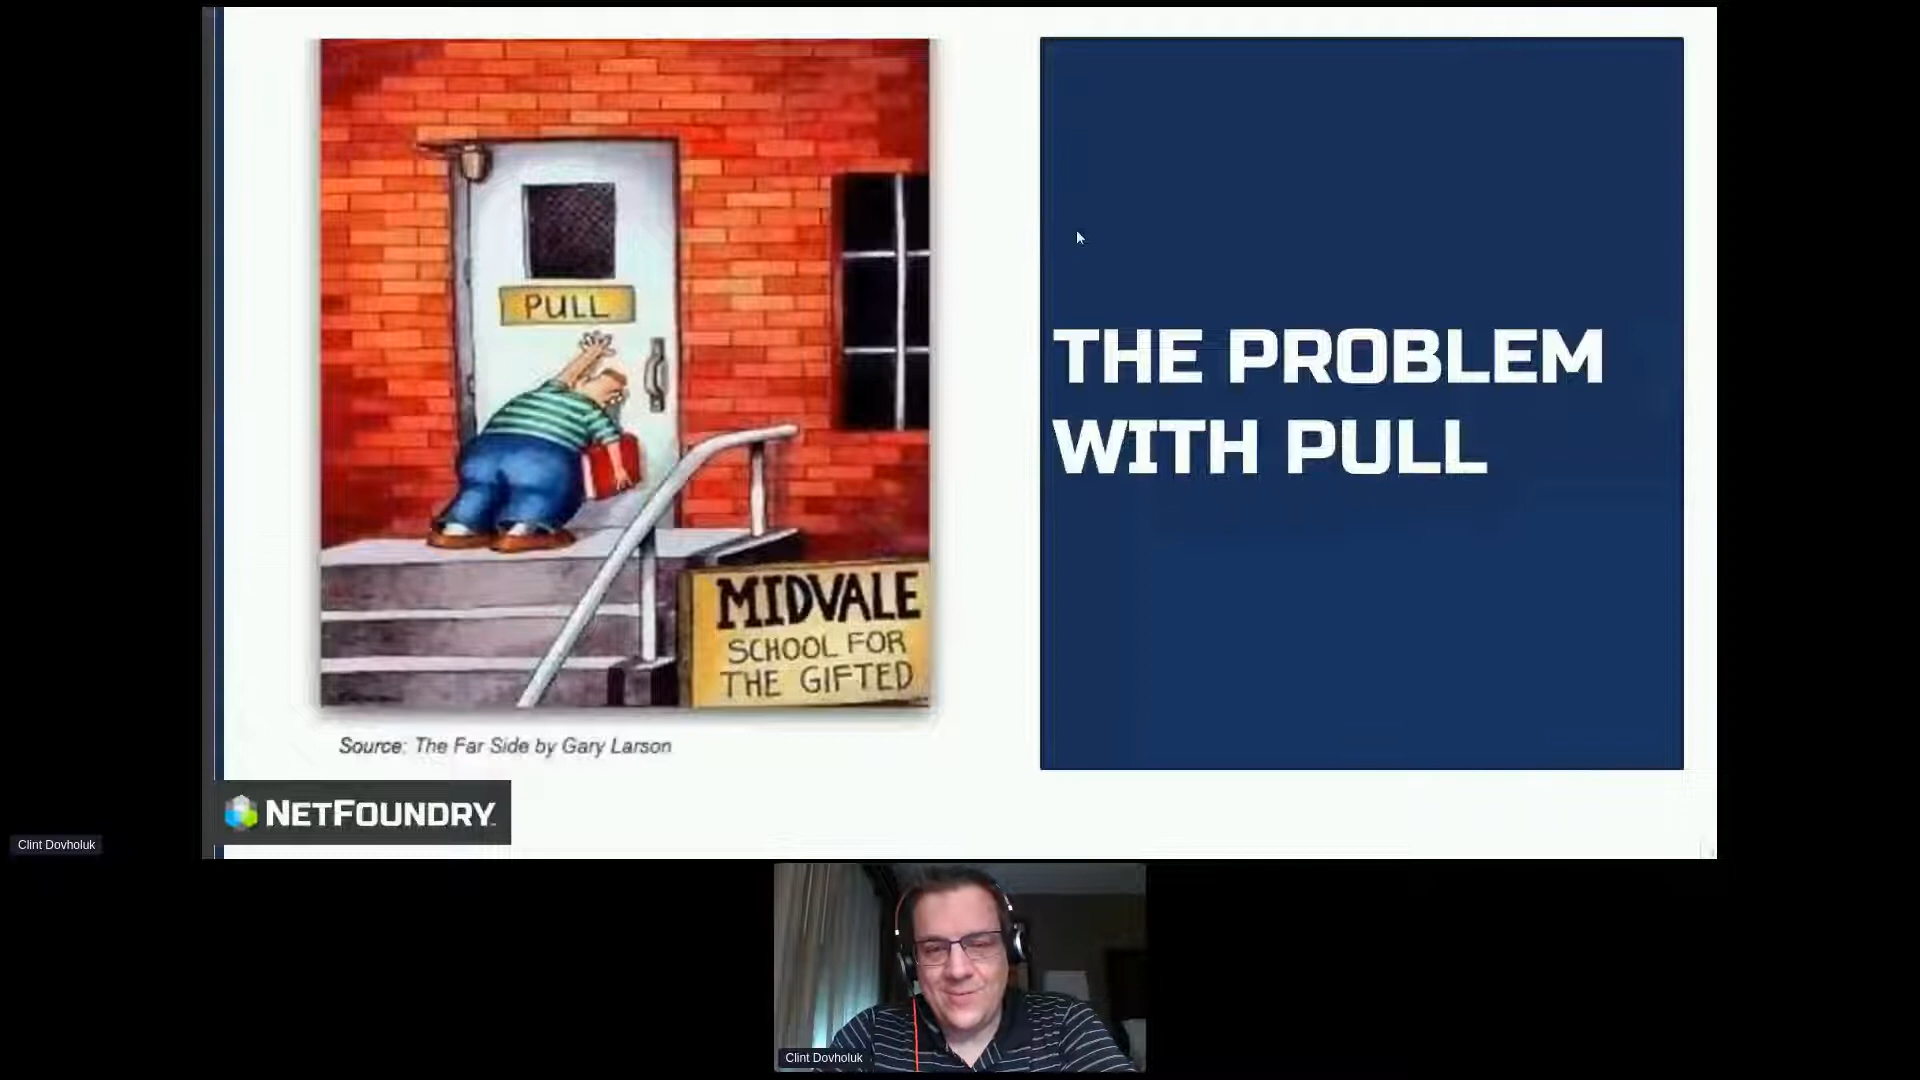 PULL
MIDVALE
SCHOOL FOR
THE GIFTED
Source: The Far Side by Gary Larson
THE PROBLEM
WITH PULL
NETFOUNDRY
Clint Dovholuk
Clint Dovholuk